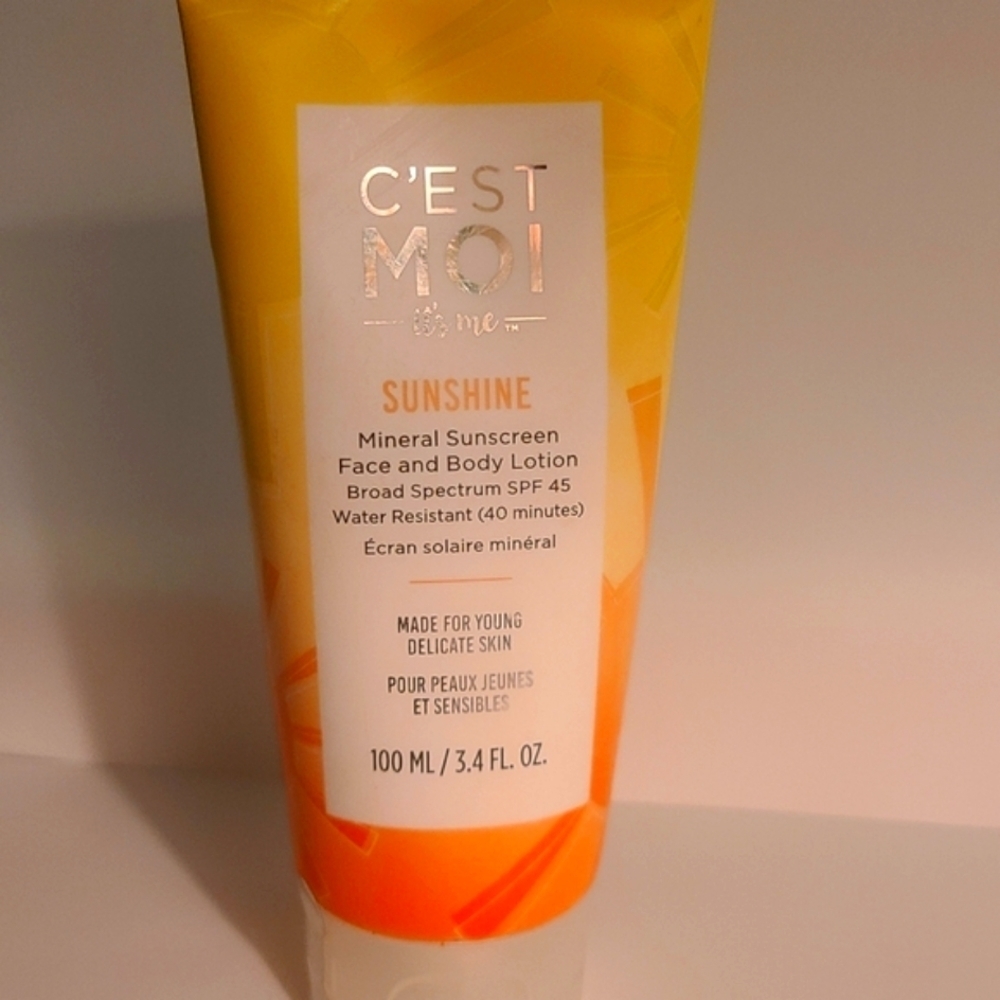 C'EST
MOI
it's me™
SUNSHINE
Mineral Sunscreen
Face and Body Lotion
Broad Spectrum SPF 45
Water Resistant (40 minutes)
Écran solaire minéral
MADE FOR YOUNG
DELICATE SKIN
POUR PEAUX JEUNES
ET SENSIBLES
100 ML / 3.4 FL. OZ.